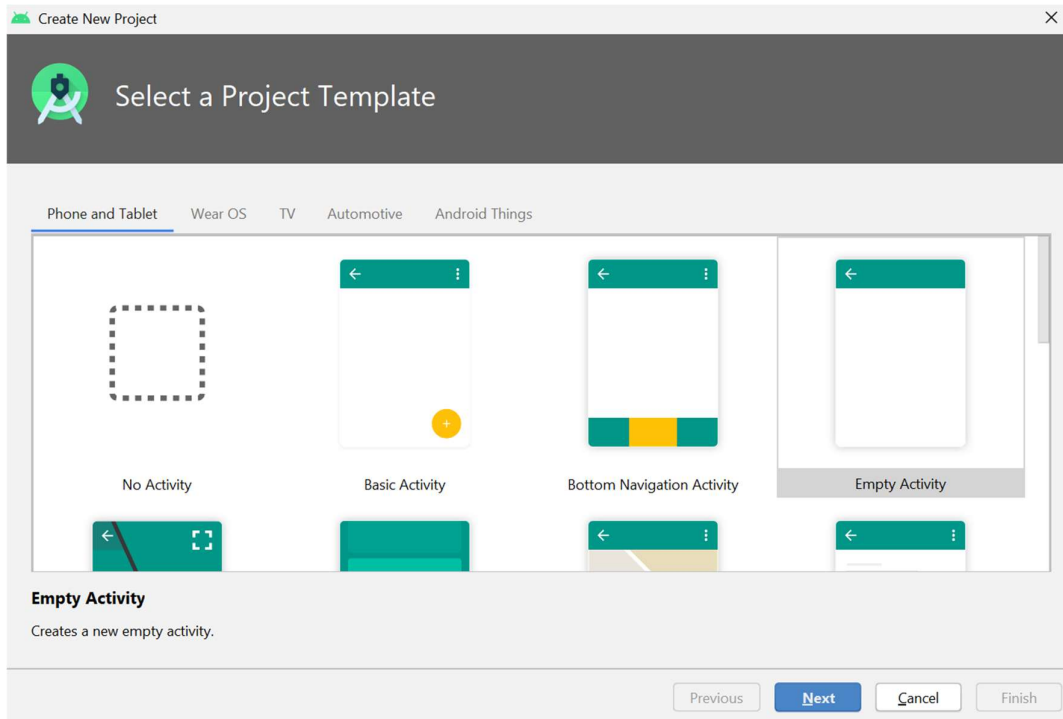 Create New Project
Select a Project Template
Phone and Tablet Wear OS TV Automotive Android Things
No Activity Basic Activity Bottom Navigation Activity Empty Activity
Empty Activity
Creates a new empty activity.
Previous Next Cancel Finish